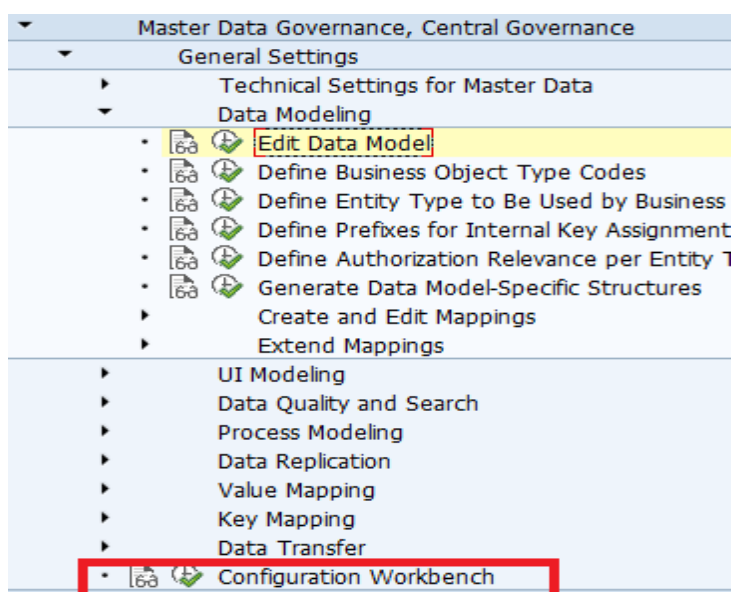 Master Data Governance, Central Governance
General Settings
Technical Settings for Master Data
Data Modeling
Edit Data Model
Define Business Object Type Codes
Define Entity Type to Be Used by Business
Define Prefixes for Internal Key Assignment
Define Authorization Relevance per Entity T
Generate Data Model-Specific Structures
Create and Edit Mappings
Extend Mappings
UI Modeling
Data Quality and Search
Process Modeling
Data Replication
Value Mapping
Key Mapping
Data Transfer
Configuration Workbench